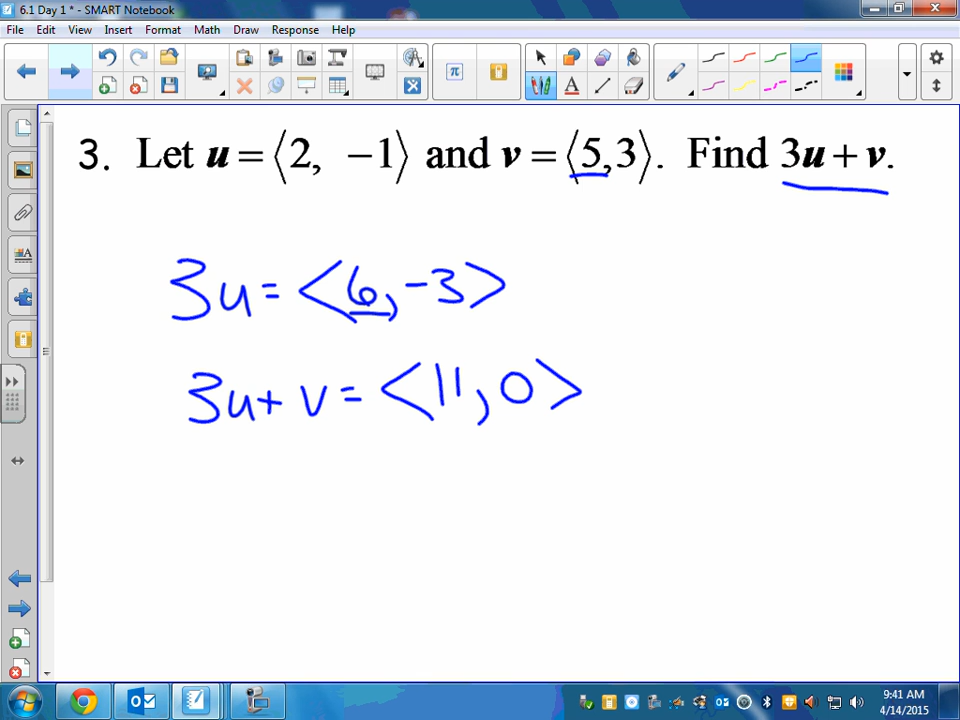 6.1 Day 1 * - SMART Notebook
File Edit View Insert Format Math Draw Response Help
3. Let u = ⟨2, −1⟩ and v = ⟨5,3⟩. Find 3u + v.
3u = <6, -3>
3u + v = <11, 0>
9:41 AM
4/14/2015